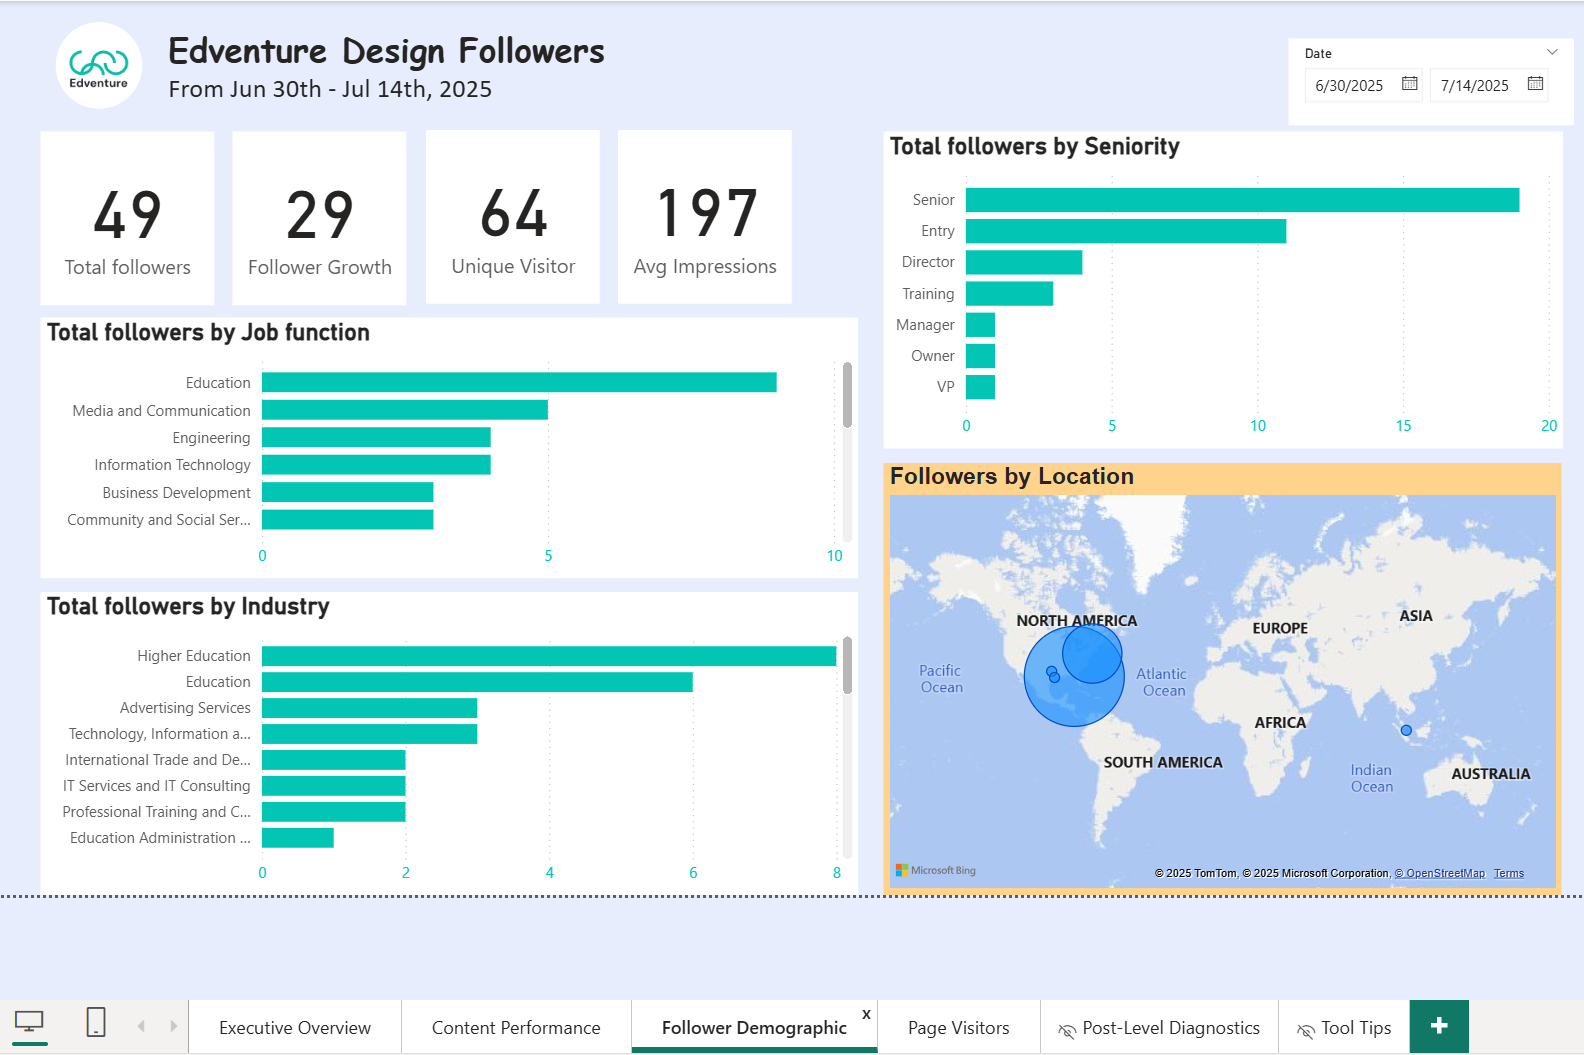 Edventure
Edventure Design Followers
From Jun 30th - Jul 14th, 2025
Date
6/30/2025
7/14/2025
49
Total followers
29
Follower Growth
64
Unique Visitor
197
Avg Impressions
Total followers by Job function
Education
Media and Communication
Engineering
Information Technology
Business Development
Community and Social Ser...
0 5 10
Total followers by Industry
Higher Education
Education
Advertising Services
Technology, Information a...
International Trade and De...
IT Services and IT Consulting
Professional Training and C...
Education Administration ...
0 2 4 6 8
Total followers by Seniority
Senior
Entry
Director
Training
Manager
Owner
VP
0 5 10 15 20
Followers by Location
NORTH AMERICA
EUROPE
ASIA
Pacific
Ocean
Atlantic
Ocean
AFRICA
SOUTH AMERICA
Indian
Ocean
AUSTRALIA
Microsoft Bing
© 2025 TomTom, © 2025 Microsoft Corporation, © OpenStreetMap Terms
Executive Overview
Content Performance
Follower Demographic
x
Page Visitors
Post-Level Diagnostics
Tool Tips
+